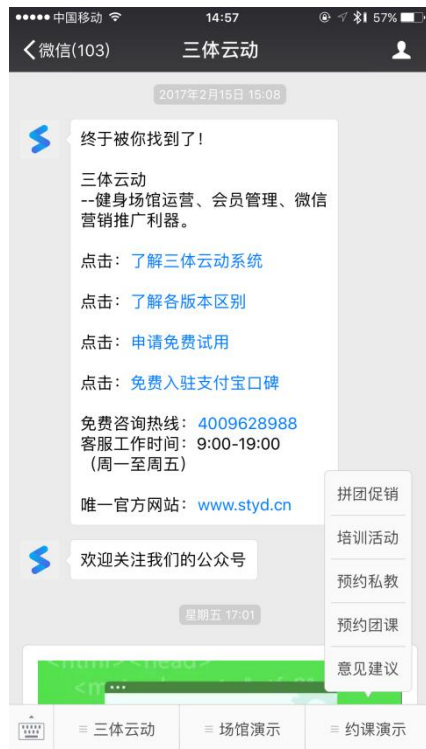 中国移动 14:57 57%
微信(103) 三体云动
2017年2月15日 15:08
终于被你找到了!
三体云动
--健身场馆运营、会员管理、微信
营销推广利器。
点击：了解三体云动系统
点击：了解各版本区别
点击：申请免费试用
点击：免费入驻支付宝口碑
免费咨询热线：4009628988
客服工作时间：9:00-19:00
（周一至周五）
唯一官方网站：www.styd.cn
欢迎关注我们的公众号
星期五 17:01
拼团促销
培训活动
预约私教
预约团课
意见建议
<html> <head>
三体云动 场馆演示 约课演示